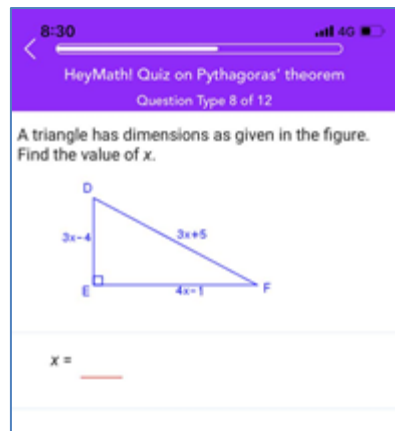 8:30 4G
HeyMath! Quiz on Pythagoras' theorem
Question Type 8 of 12
A triangle has dimensions as given in the figure.
Find the value of x.
D
3x-4 3x+5
E 4x-1 F
x =